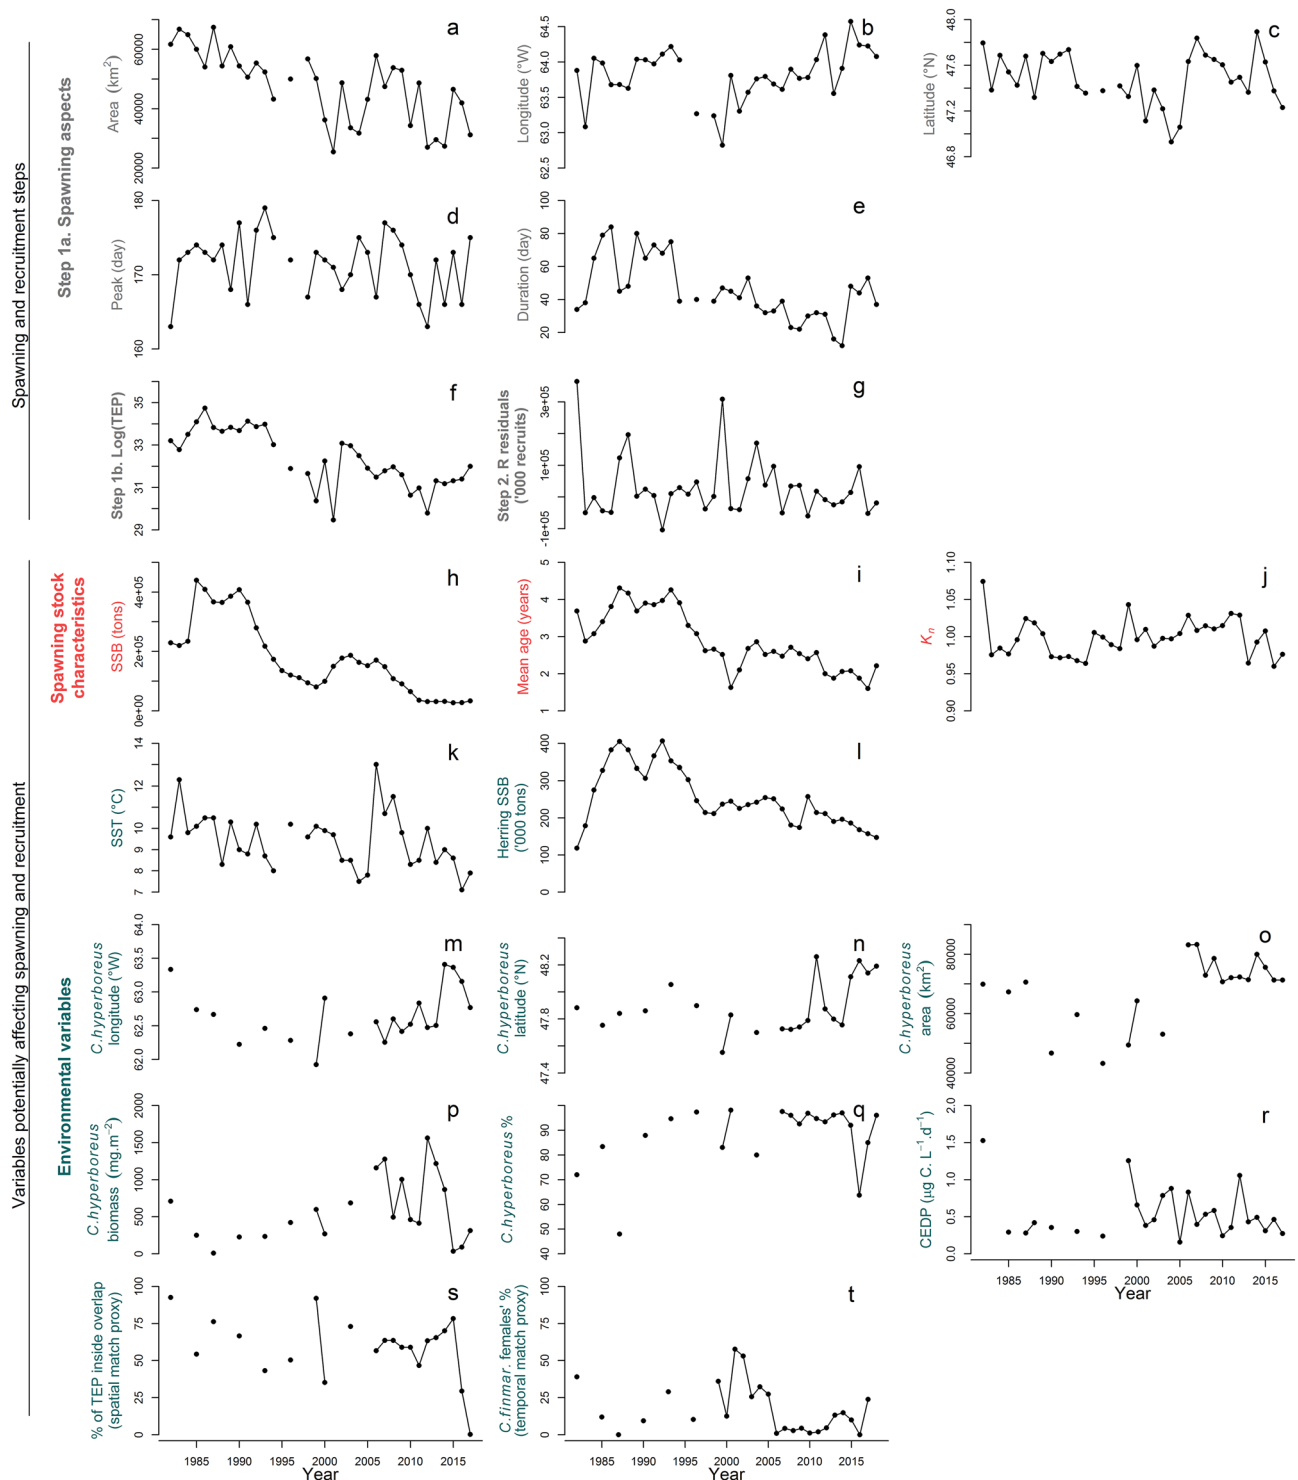 Spawning and recruitment steps
Step 1a. Spawning aspects
Area (km²)
20000 40000 60000
a
Longitude (°W)
62.5 63.0 63.5 64.0 64.5
b
Latitude (°N)
46.8 47.2 47.6 48.0
c
Peak (day)
160 170 180
d
Duration (day)
20 40 60 80 100
e
Step 1b. Log(TEP)
29 31 33 35
f
Step 2. R residuals
('000 recruits)
-1e+05 1e+05 3e+05
g
Variables potentially affecting spawning and recruitment
Spawning stock
characteristics
SSB (tons)
0e+00 2e+05 4e+05
h
Mean age (years)
1 2 3 4 5
i
Kn
0.90 0.95 1.00 1.05 1.10
j
Environmental variables
SST (°C)
7 8 9 10 12 14
k
Herring SSB
('000 tons)
0 100 200 300 400
l
C.hyperboreus
longitude (°W)
62.0 62.5 63.0 63.5 64.0
m
C.hyperboreus
latitude (°N)
47.4 47.8 48.2
n
C.hyperboreus
area (km²)
40000 60000 80000
o
C.hyperboreus
biomass (mg.m⁻²)
0 500 1000 1500 2000
p
C.hyperboreus %
40 50 60 70 80 90
q
CEDP (µg C. L⁻¹.d⁻¹)
0.0 0.5 1.0 1.5 2.0
r
1985 1990 1995 2000 2005 2010 2015
Year
% of TEP inside overlap
(spatial match proxy)
0 25 50 75 100
s
1985 1990 1995 2000 2005 2010 2015
Year
C.finmar. females' %
(temporal match proxy)
0 25 50 75 100
t
1985 1990 1995 2000 2005 2010 2015
Year